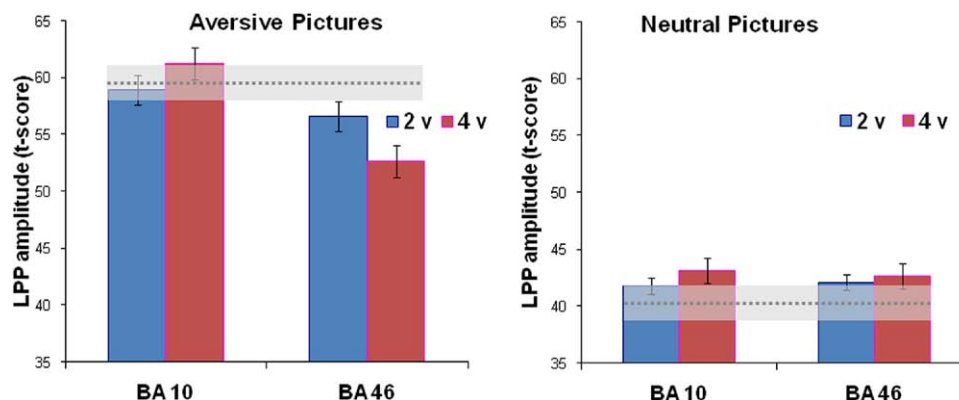 Aversive Pictures
LPP amplitude (t-score)
65
60
55
50
45
40
35
2 v
4 v
BA 10
BA 46
Neutral Pictures
LPP amplitude (t-score)
65
60
55
50
45
40
35
2 v
4 v
BA 10
BA 46